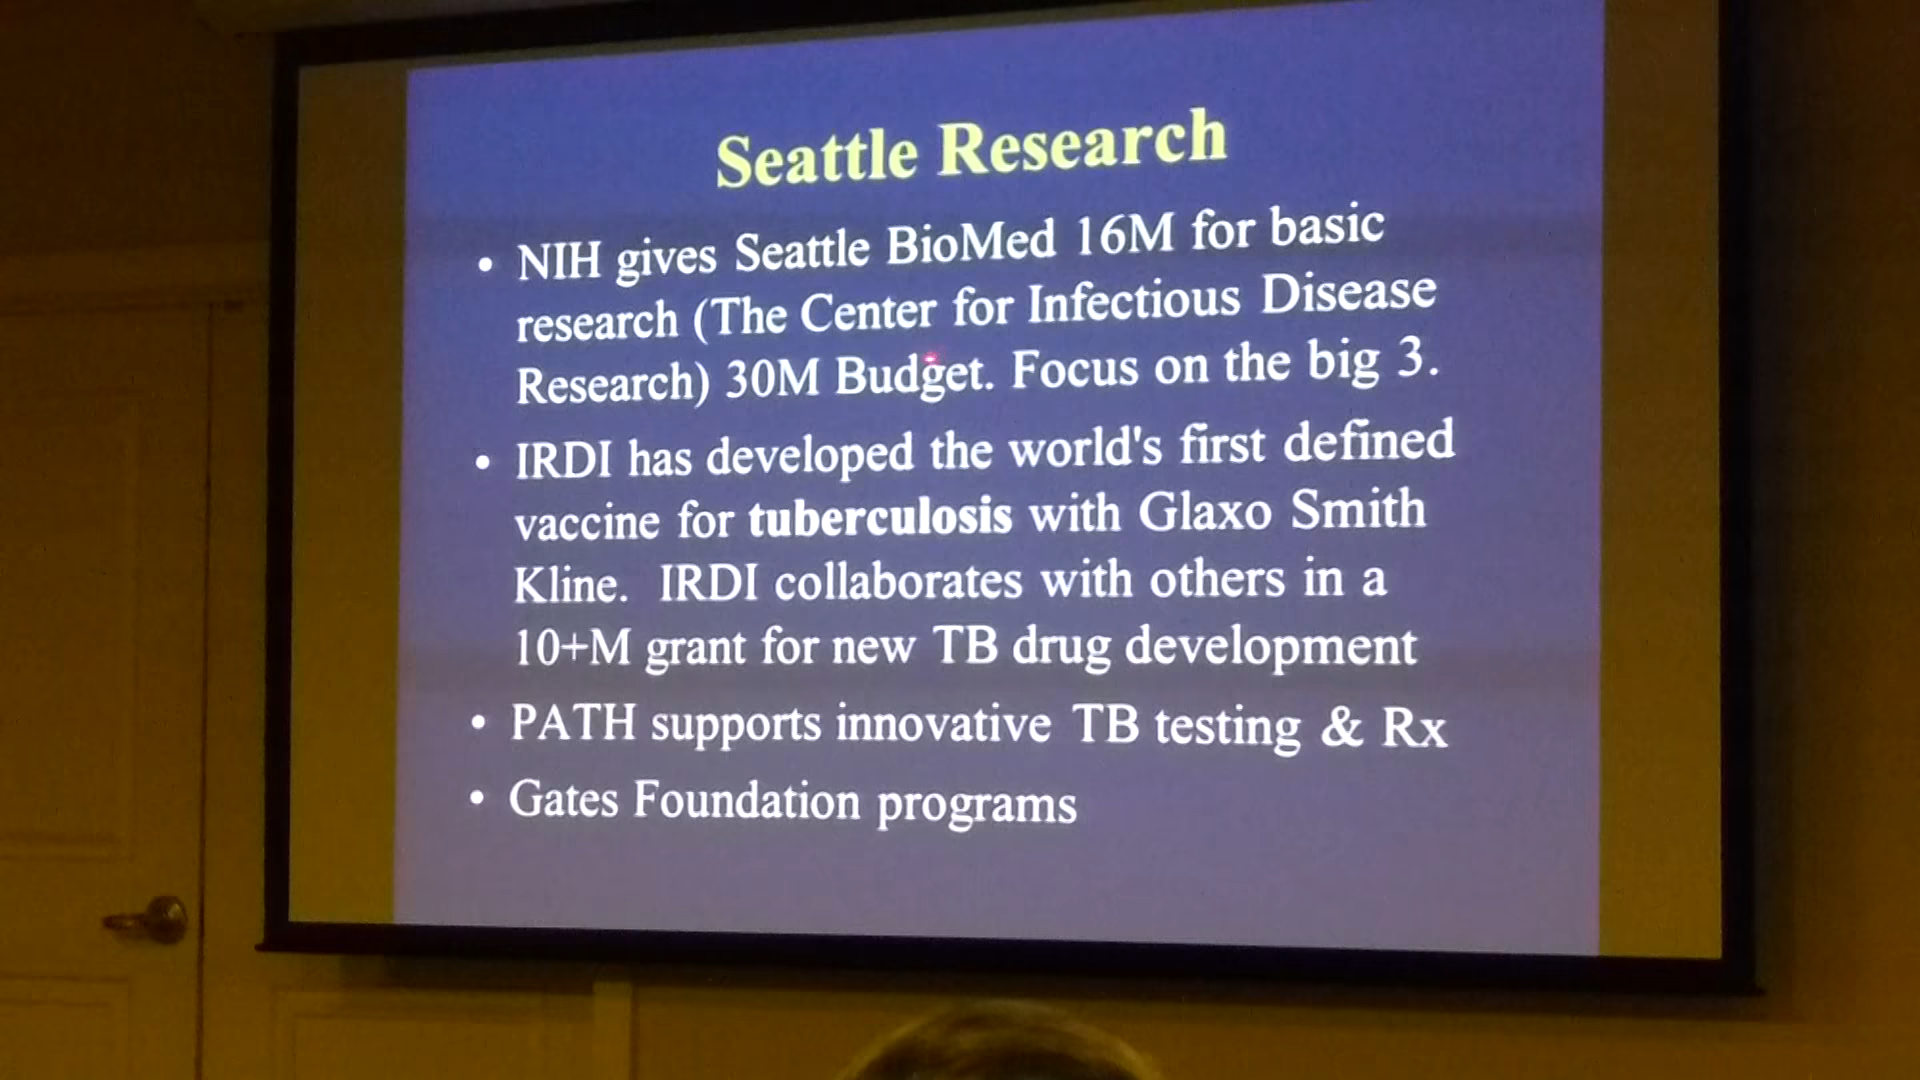 Seattle Research
• NIH gives Seattle BioMed 16M for basic
research (The Center for Infectious Disease
Research) 30M Budget. Focus on the big 3.
• IRDI has developed the world's first defined
vaccine for tuberculosis with Glaxo Smith
Kline. IRDI collaborates with others in a
10+M grant for new TB drug development
• PATH supports innovative TB testing & Rx
• Gates Foundation programs